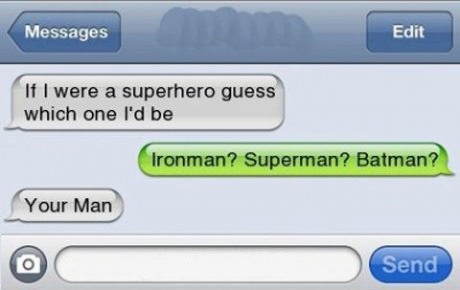 Messages
Edit
If I were a superhero guess
which one I'd be
Ironman? Superman? Batman?
Your Man
Send